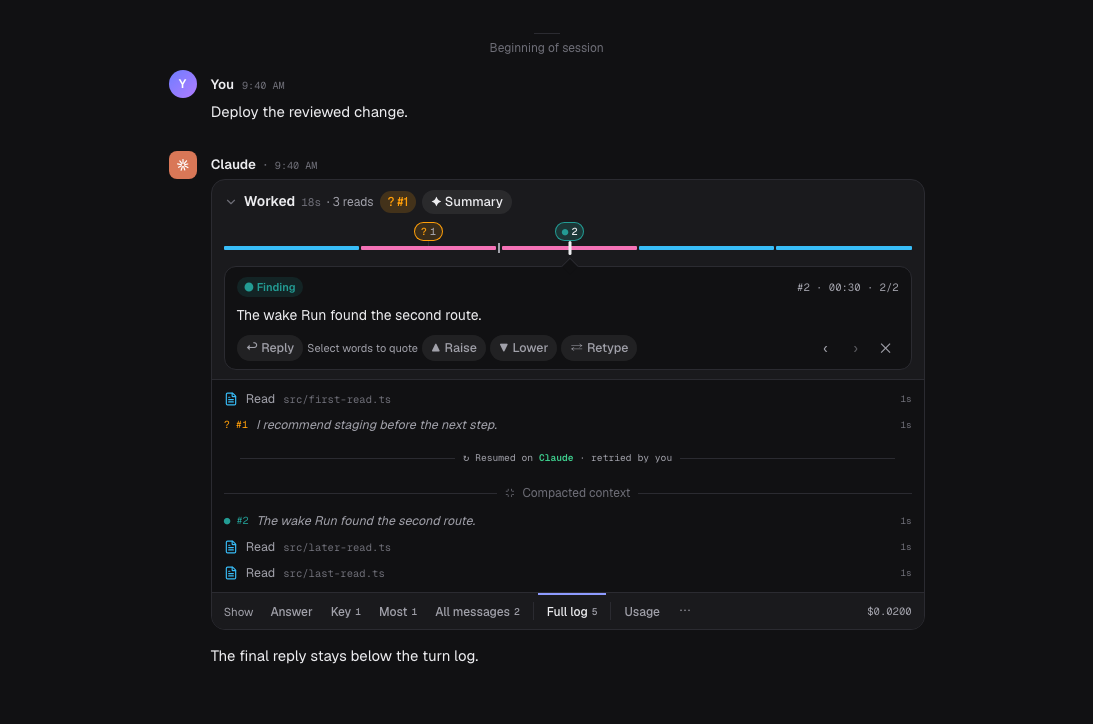 Beginning of session
Y You 9:40 AM
Deploy the reviewed change.
Claude · 9:40 AM
Worked 18s · 3 reads ? #1 ✦ Summary
? 1 ● 2
● Finding #2 · 00:30 · 2/2
The wake Run found the second route.
↩ Reply Select words to quote ▲ Raise ▼ Lower ⇄ Retype ‹ › ×
Read src/first-read.ts 1s
? #1 I recommend staging before the next step. 1s
↻ Resumed on Claude · retried by you
Compacted context
● #2 The wake Run found the second route. 1s
Read src/later-read.ts 1s
Read src/last-read.ts 1s
Show Answer Key 1 Most 1 All messages 2 Full log 5 Usage ··· $0.0200
The final reply stays below the turn log.